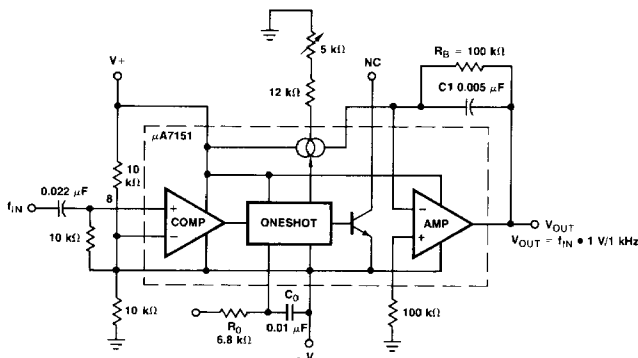 5 kΩ
12 kΩ
NC
R_B = 100 kΩ
C1 0.005 μF
V+
μA7151
10 kΩ
8
f_IN
0.022 μF
10 kΩ
+
−
COMP
ONESHOT
−
+
AMP
V_OUT
V_OUT = f_IN • 1 V/1 kHz
10 kΩ
R_0
6.8 kΩ
C_0
0.01 μF
100 kΩ